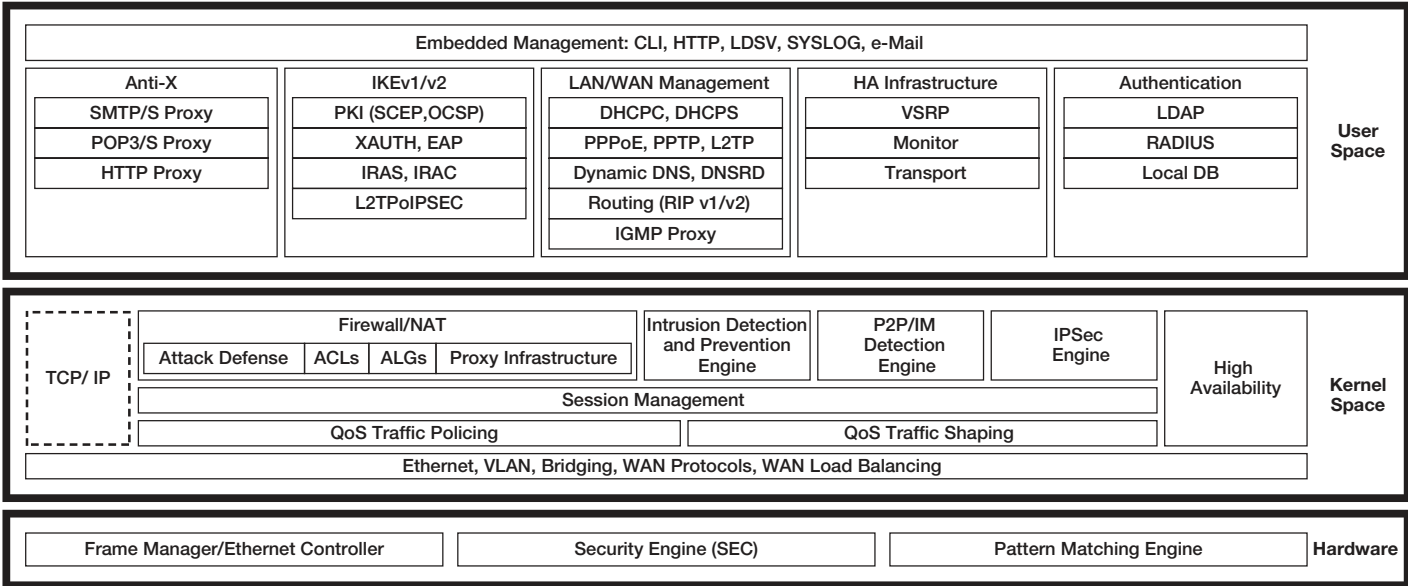 Embedded Management: CLI, HTTP, LDSV, SYSLOG, e-Mail
Anti-X
SMTP/S Proxy
POP3/S Proxy
HTTP Proxy
IKEv1/v2
PKI (SCEP,OCSP)
XAUTH, EAP
IRAS, IRAC
L2TPoIPSEC
LAN/WAN Management
DHCPC, DHCPS
PPPoE, PPTP, L2TP
Dynamic DNS, DNSRD
Routing (RIP v1/v2)
IGMP Proxy
HA Infrastructure
VSRP
Monitor
Transport
Authentication
LDAP
RADIUS
Local DB
User
Space
TCP/ IP
Firewall/NAT
Attack Defense
ACLs
ALGs
Proxy Infrastructure
Intrusion Detection
and Prevention
Engine
P2P/IM
Detection
Engine
IPSec
Engine
High
Availability
Session Management
QoS Traffic Policing
QoS Traffic Shaping
Ethernet, VLAN, Bridging, WAN Protocols, WAN Load Balancing
Kernel
Space
Frame Manager/Ethernet Controller
Security Engine (SEC)
Pattern Matching Engine
Hardware